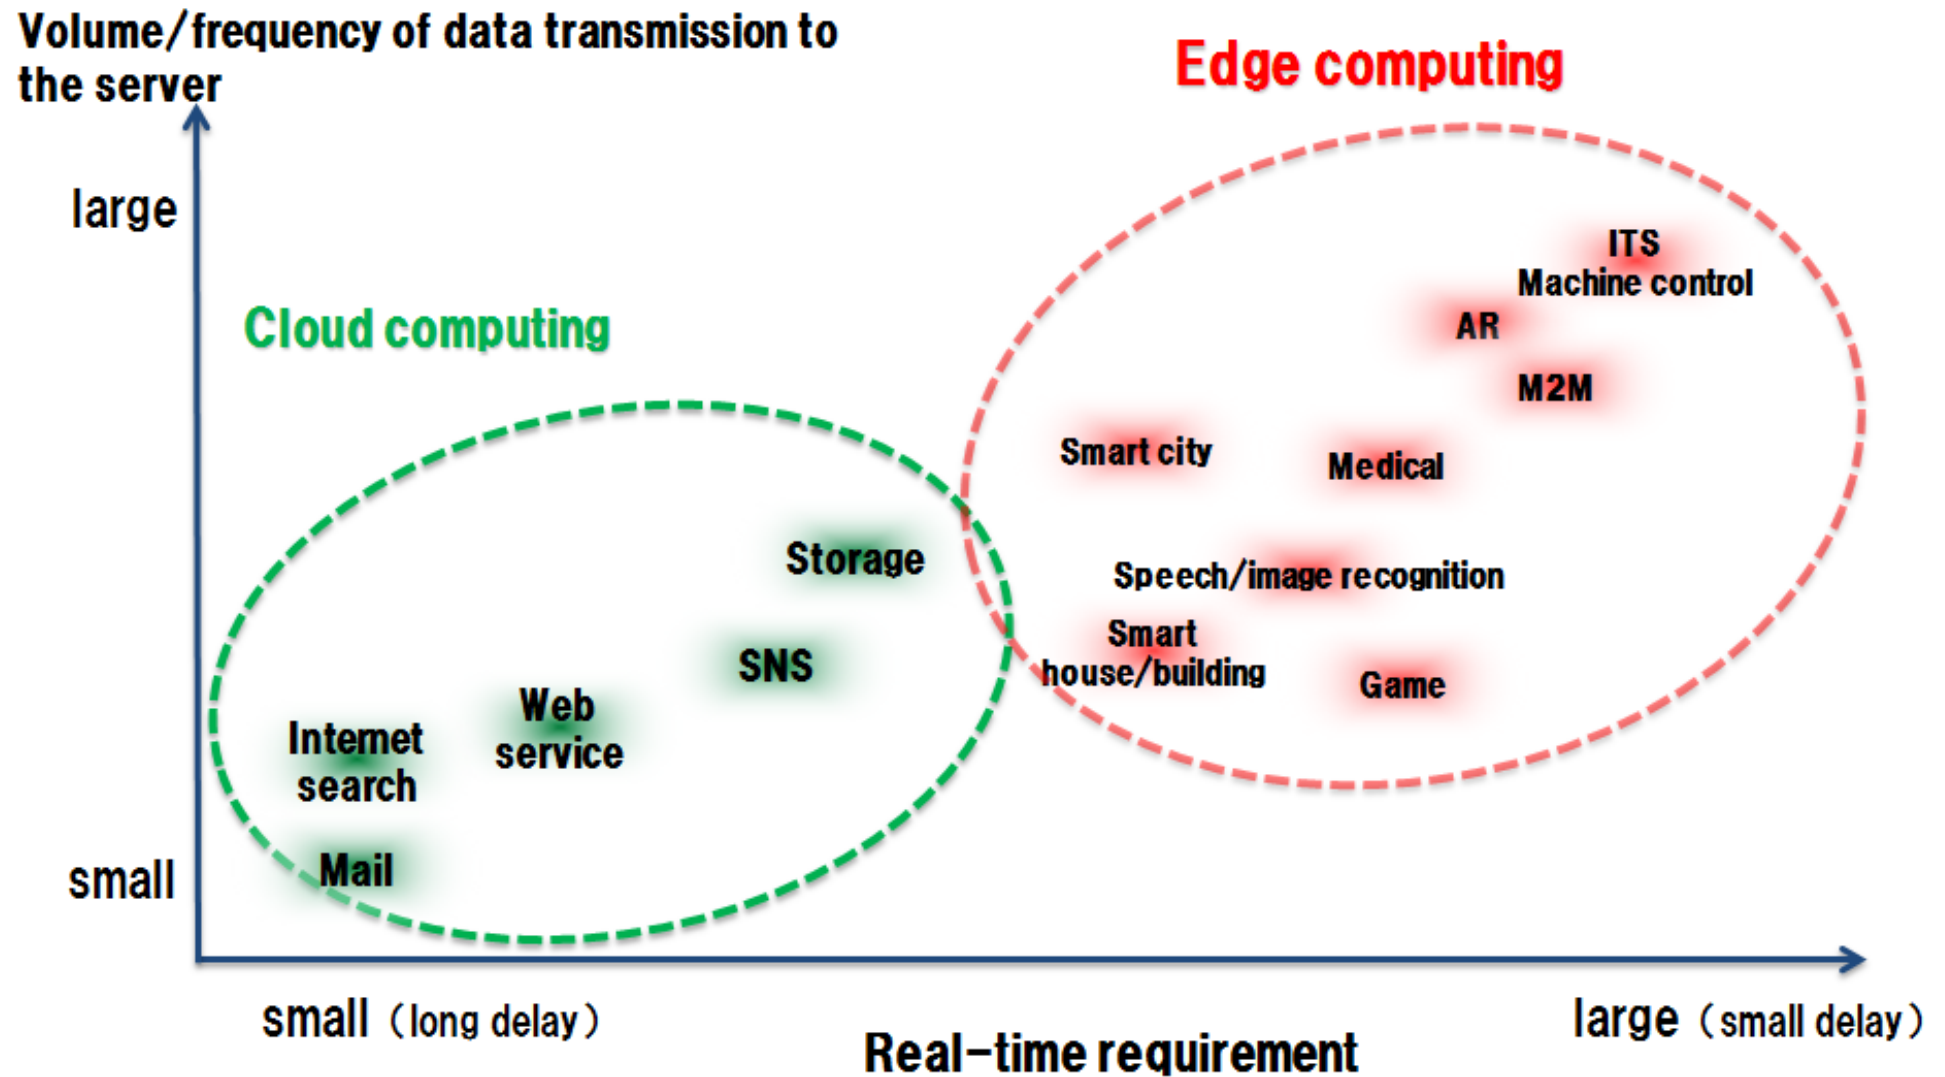 Volume/frequency of data transmission to
the server
Edge computing
large
ITS
Machine control
AR
Cloud computing
M2M
Smart city
Medical
Storage
Speech/image recognition
Smart
house/building
SNS
Game
Web
service
Internet
search
Mail
small
small（long delay）
large（small delay）
Real-time requirement